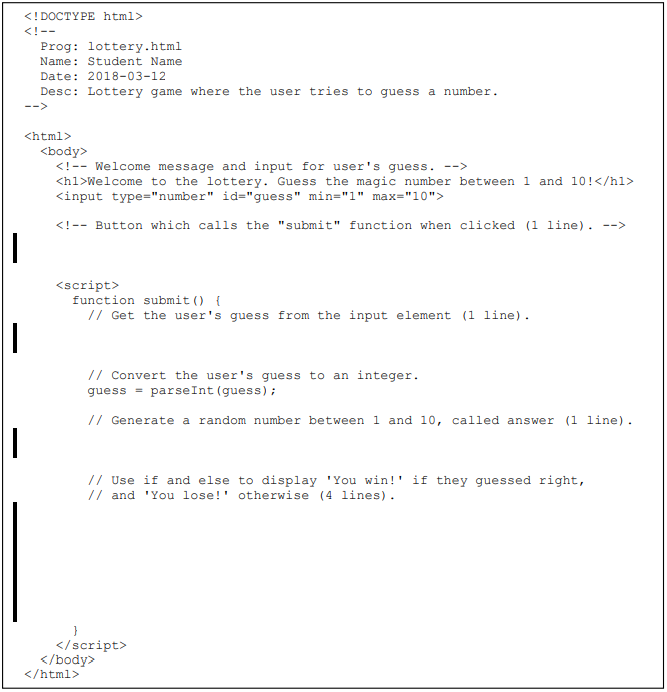 <!DOCTYPE html>
<!--
Prog: lottery.html
Name: Student Name
Date: 2018-03-12
Desc: Lottery game where the user tries to guess a number.
-->
<html>
<body>
<!-- Welcome message and input for user's guess. -->
<h1>Welcome to the lottery. Guess the magic number between 1 and 10!</h1>
<input type="number" id="guess" min="1" max="10">
<!-- Button which calls the "submit" function when clicked (1 line). -->
<script>
function submit() {
// Get the user's guess from the input element (1 line).
// Convert the user's guess to an integer.
guess = parseInt(guess);
// Generate a random number between 1 and 10, called answer (1 line).
// Use if and else to display 'You win!' if they guessed right,
// and 'You lose!' otherwise (4 lines).
}
</script>
</body>
</html>